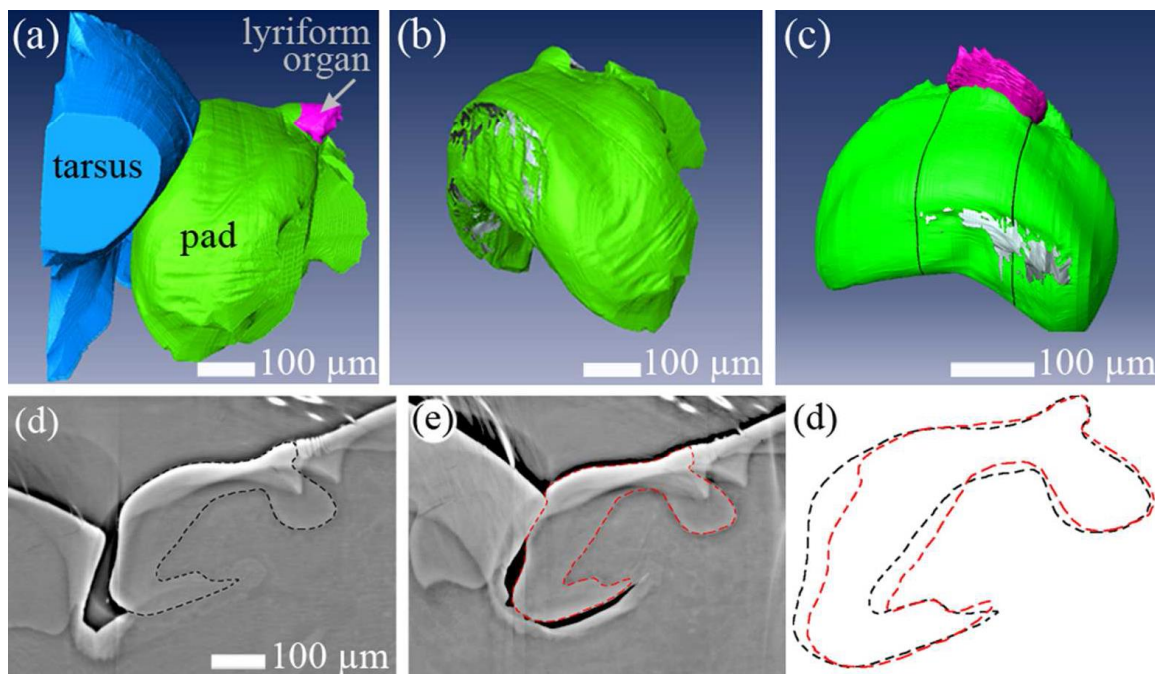 (a)
lyriform
organ
tarsus
pad
100 µm
(b)
100 µm
(c)
100 µm
(d)
100 µm
(e)
(d)